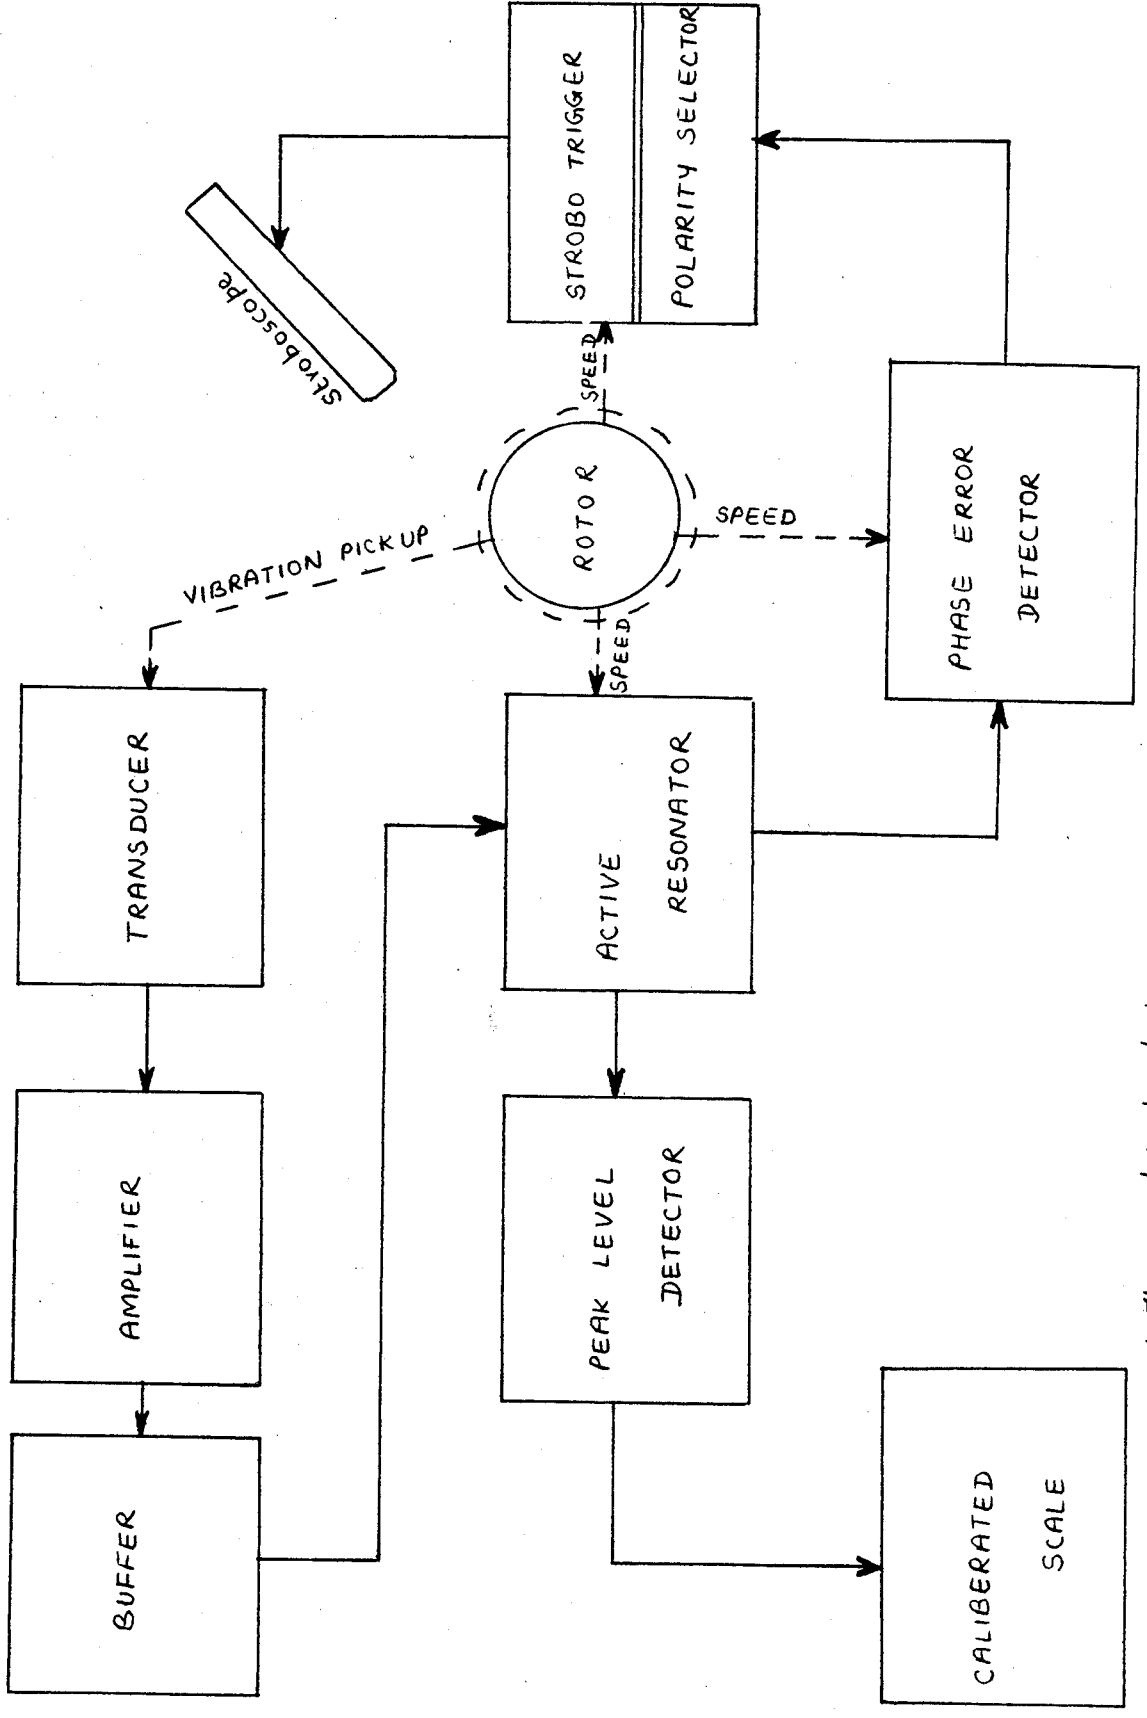 BUFFER
AMPLIFIER
TRANSDUCER
VIBRATION PICKUP
Stroboscope
PEAK LEVEL
DETECTOR
ACTIVE
RESONATOR
SPEED
ROTOR
SPEED
STROBO TRIGGER
POLARITY SELECTOR
SPEED
CALIBERATED
SCALE
PHASE ERROR
DETECTOR